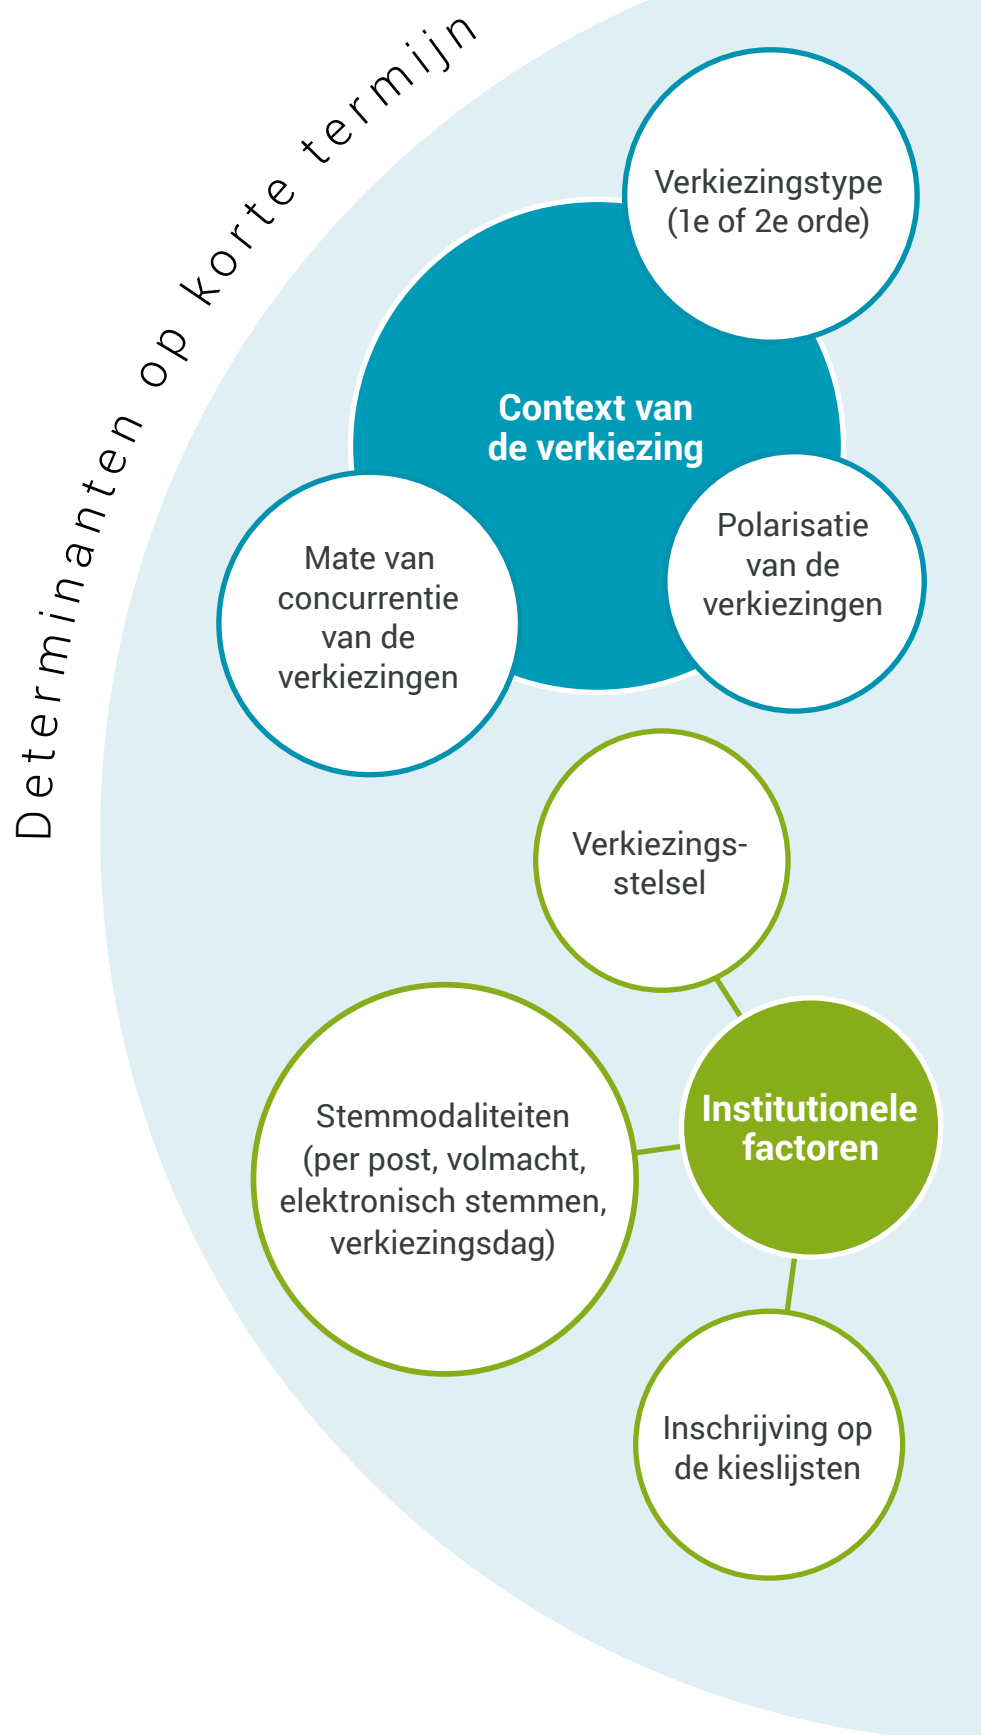 Determinanten op korte termijn
Verkiezingstype
(1e of 2e orde)
Context van
de verkiezing
Polarisatie
van de
verkiezingen
Mate van
concurrentie
van de
verkiezingen
Verkiezings-
stelsel
Institutionele
factoren
Stemmodaliteiten
(per post, volmacht,
elektronisch stemmen,
verkiezingsdag)
Inschrijving op
de kieslijsten